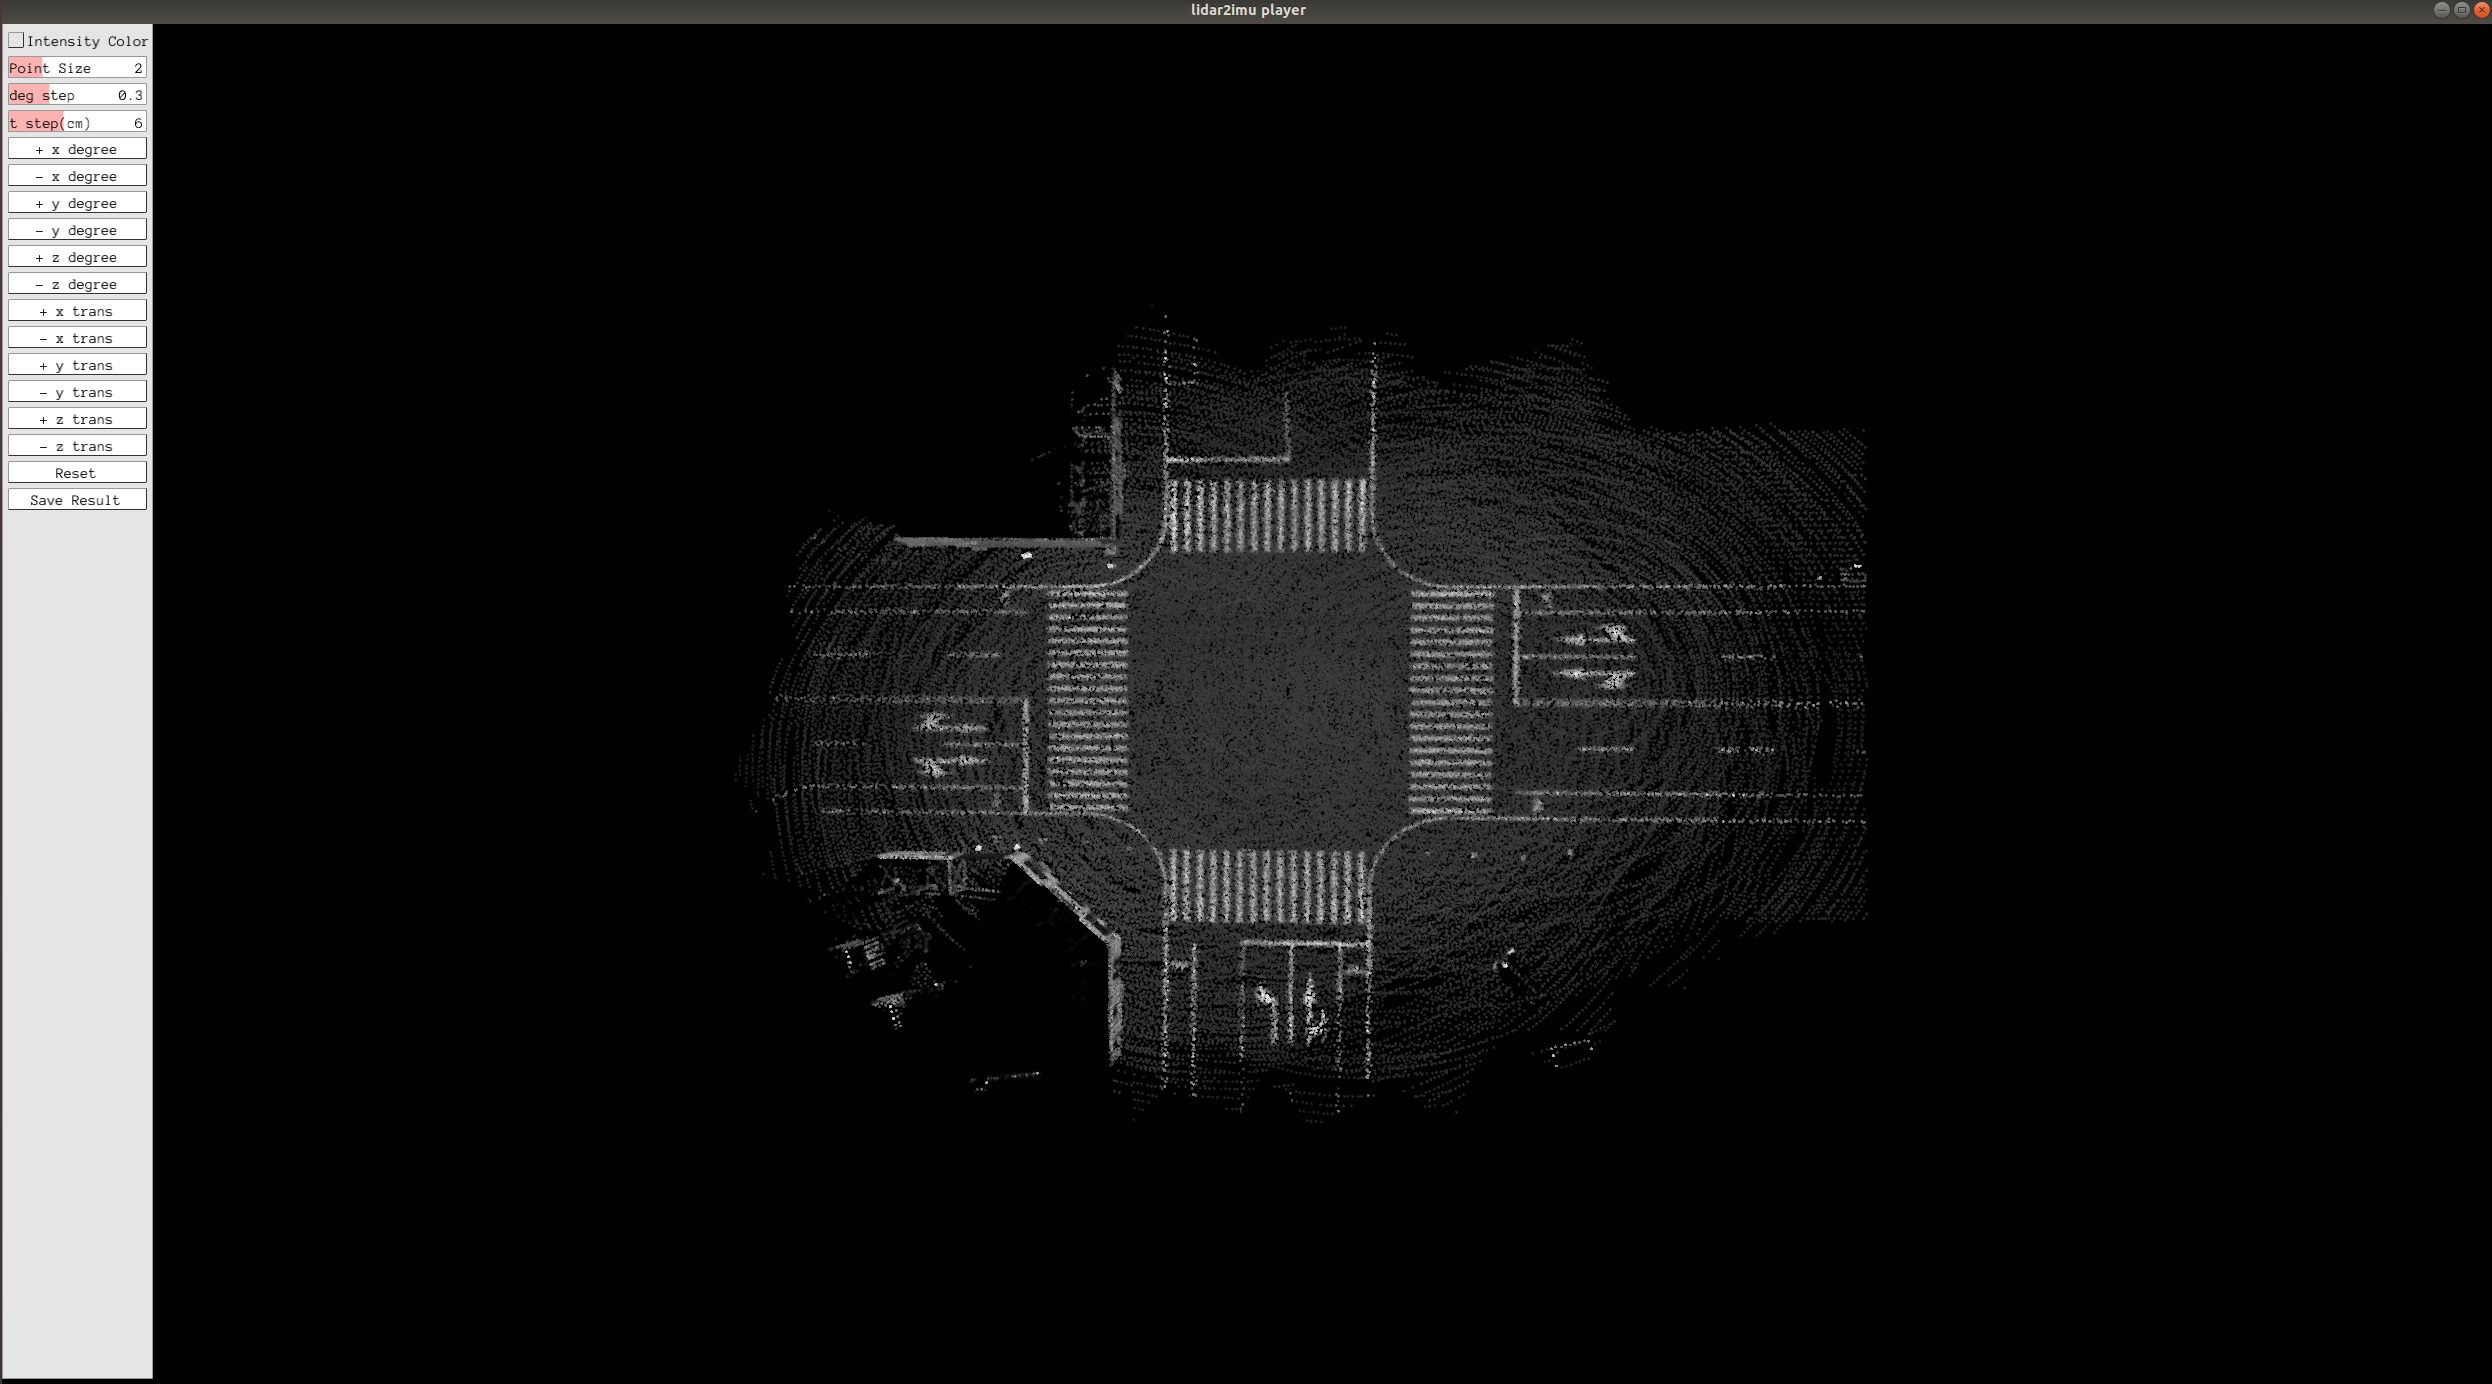 lidar2imu player
Intensity Color
Point Size 2
deg step 0.3
t step(cm) 6
+ x degree
- x degree
+ y degree
- y degree
+ z degree
- z degree
+ x trans
- x trans
+ y trans
- y trans
+ z trans
- z trans
Reset
Save Result